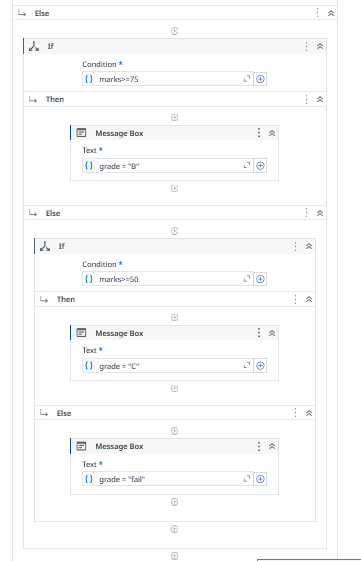 Else
If
Condition *
{} marks>=75
Then
Message Box
Text *
{} grade = "B"
Else
If
Condition *
{} marks>=50
Then
Message Box
Text *
{} grade = "C"
Else
Message Box
Text *
{} grade = "fail"